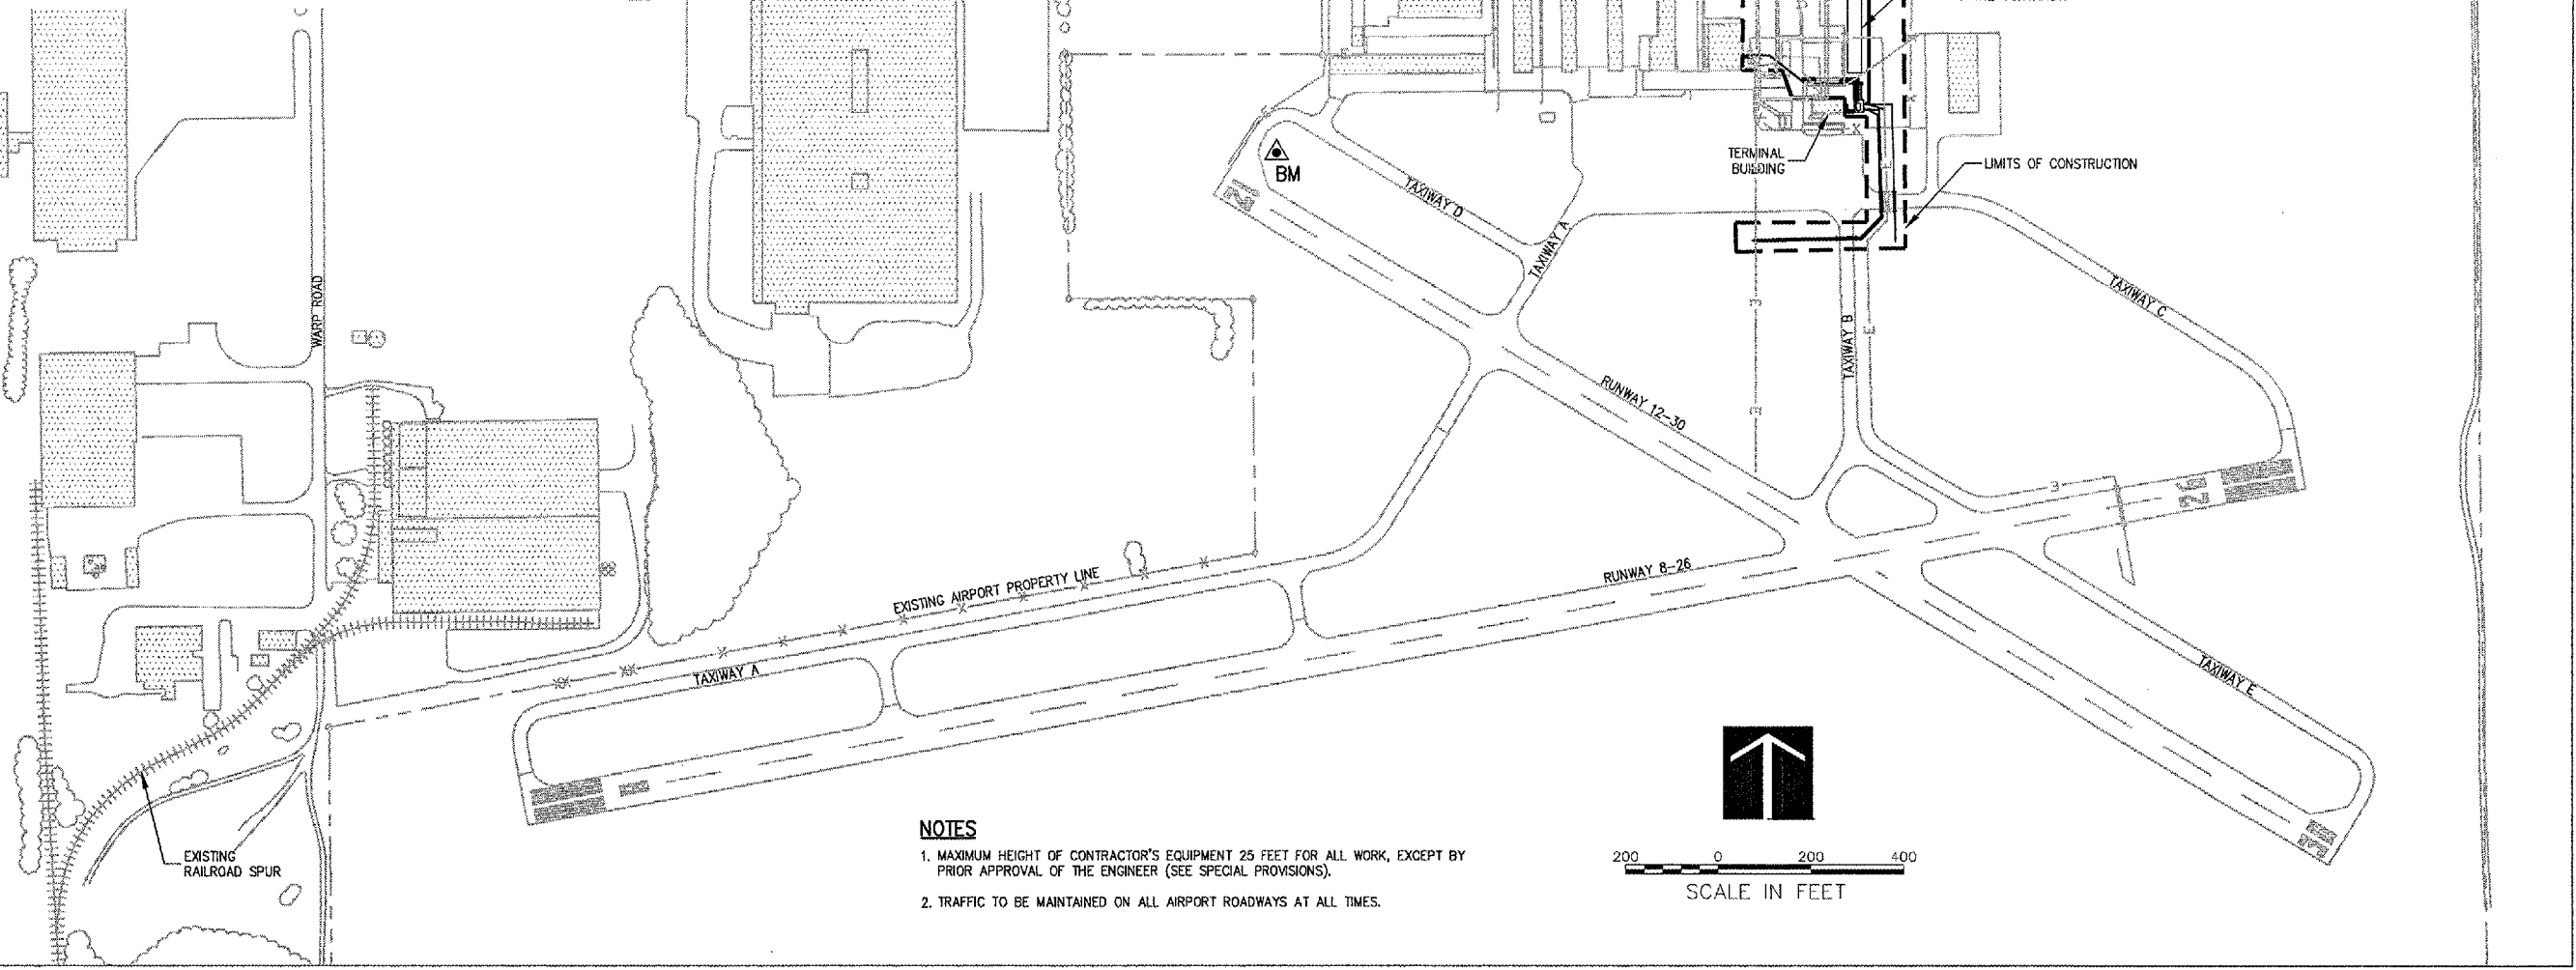 TERMINAL
BUILDING
LIMITS OF CONSTRUCTION
BM
TAXIWAY D
TAXIWAY A
TAXIWAY C
WARP ROAD
TAXIWAY B
RUNWAY 12-30
26
EXISTING AIRPORT PROPERTY LINE
RUNWAY 8-26
TAXIWAY A
TAXIWAY E
EXISTING
RAILROAD SPUR
NOTES
1. MAXIMUM HEIGHT OF CONTRACTOR'S EQUIPMENT 25 FEET FOR ALL WORK, EXCEPT BY
PRIOR APPROVAL OF THE ENGINEER (SEE SPECIAL PROVISIONS).
2. TRAFFIC TO BE MAINTAINED ON ALL AIRPORT ROADWAYS AT ALL TIMES.
200 0 200 400
SCALE IN FEET